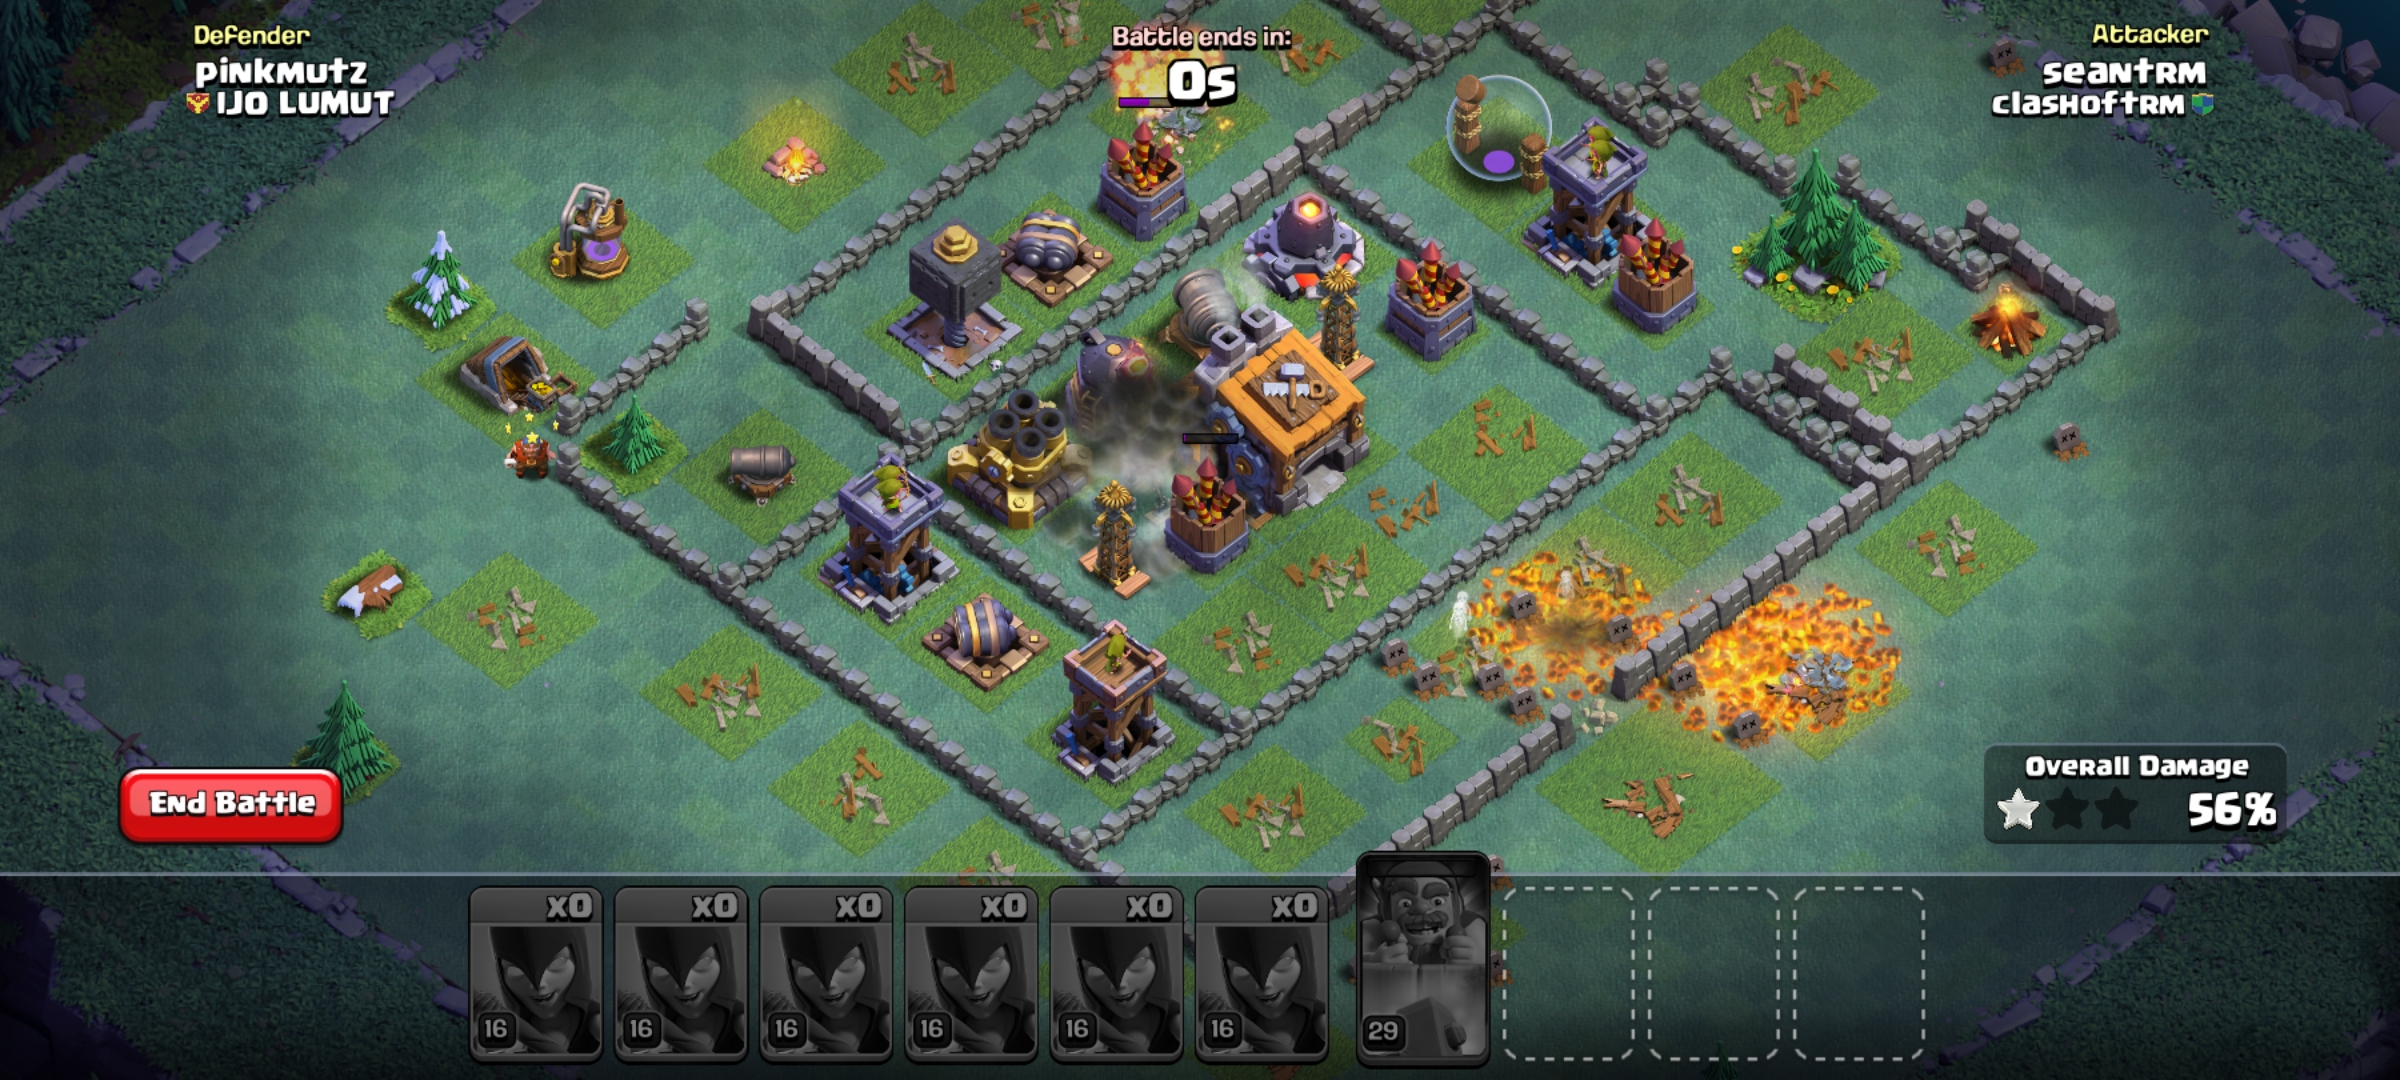 Defender
pinkmutz
IJO LUMUT
Battle ends in:
0s
Attacker
seantRM
clashoftRM
End Battle
Overall Damage
56%
x0
x0
x0
x0
x0
x0
16
16
16
16
16
16
29